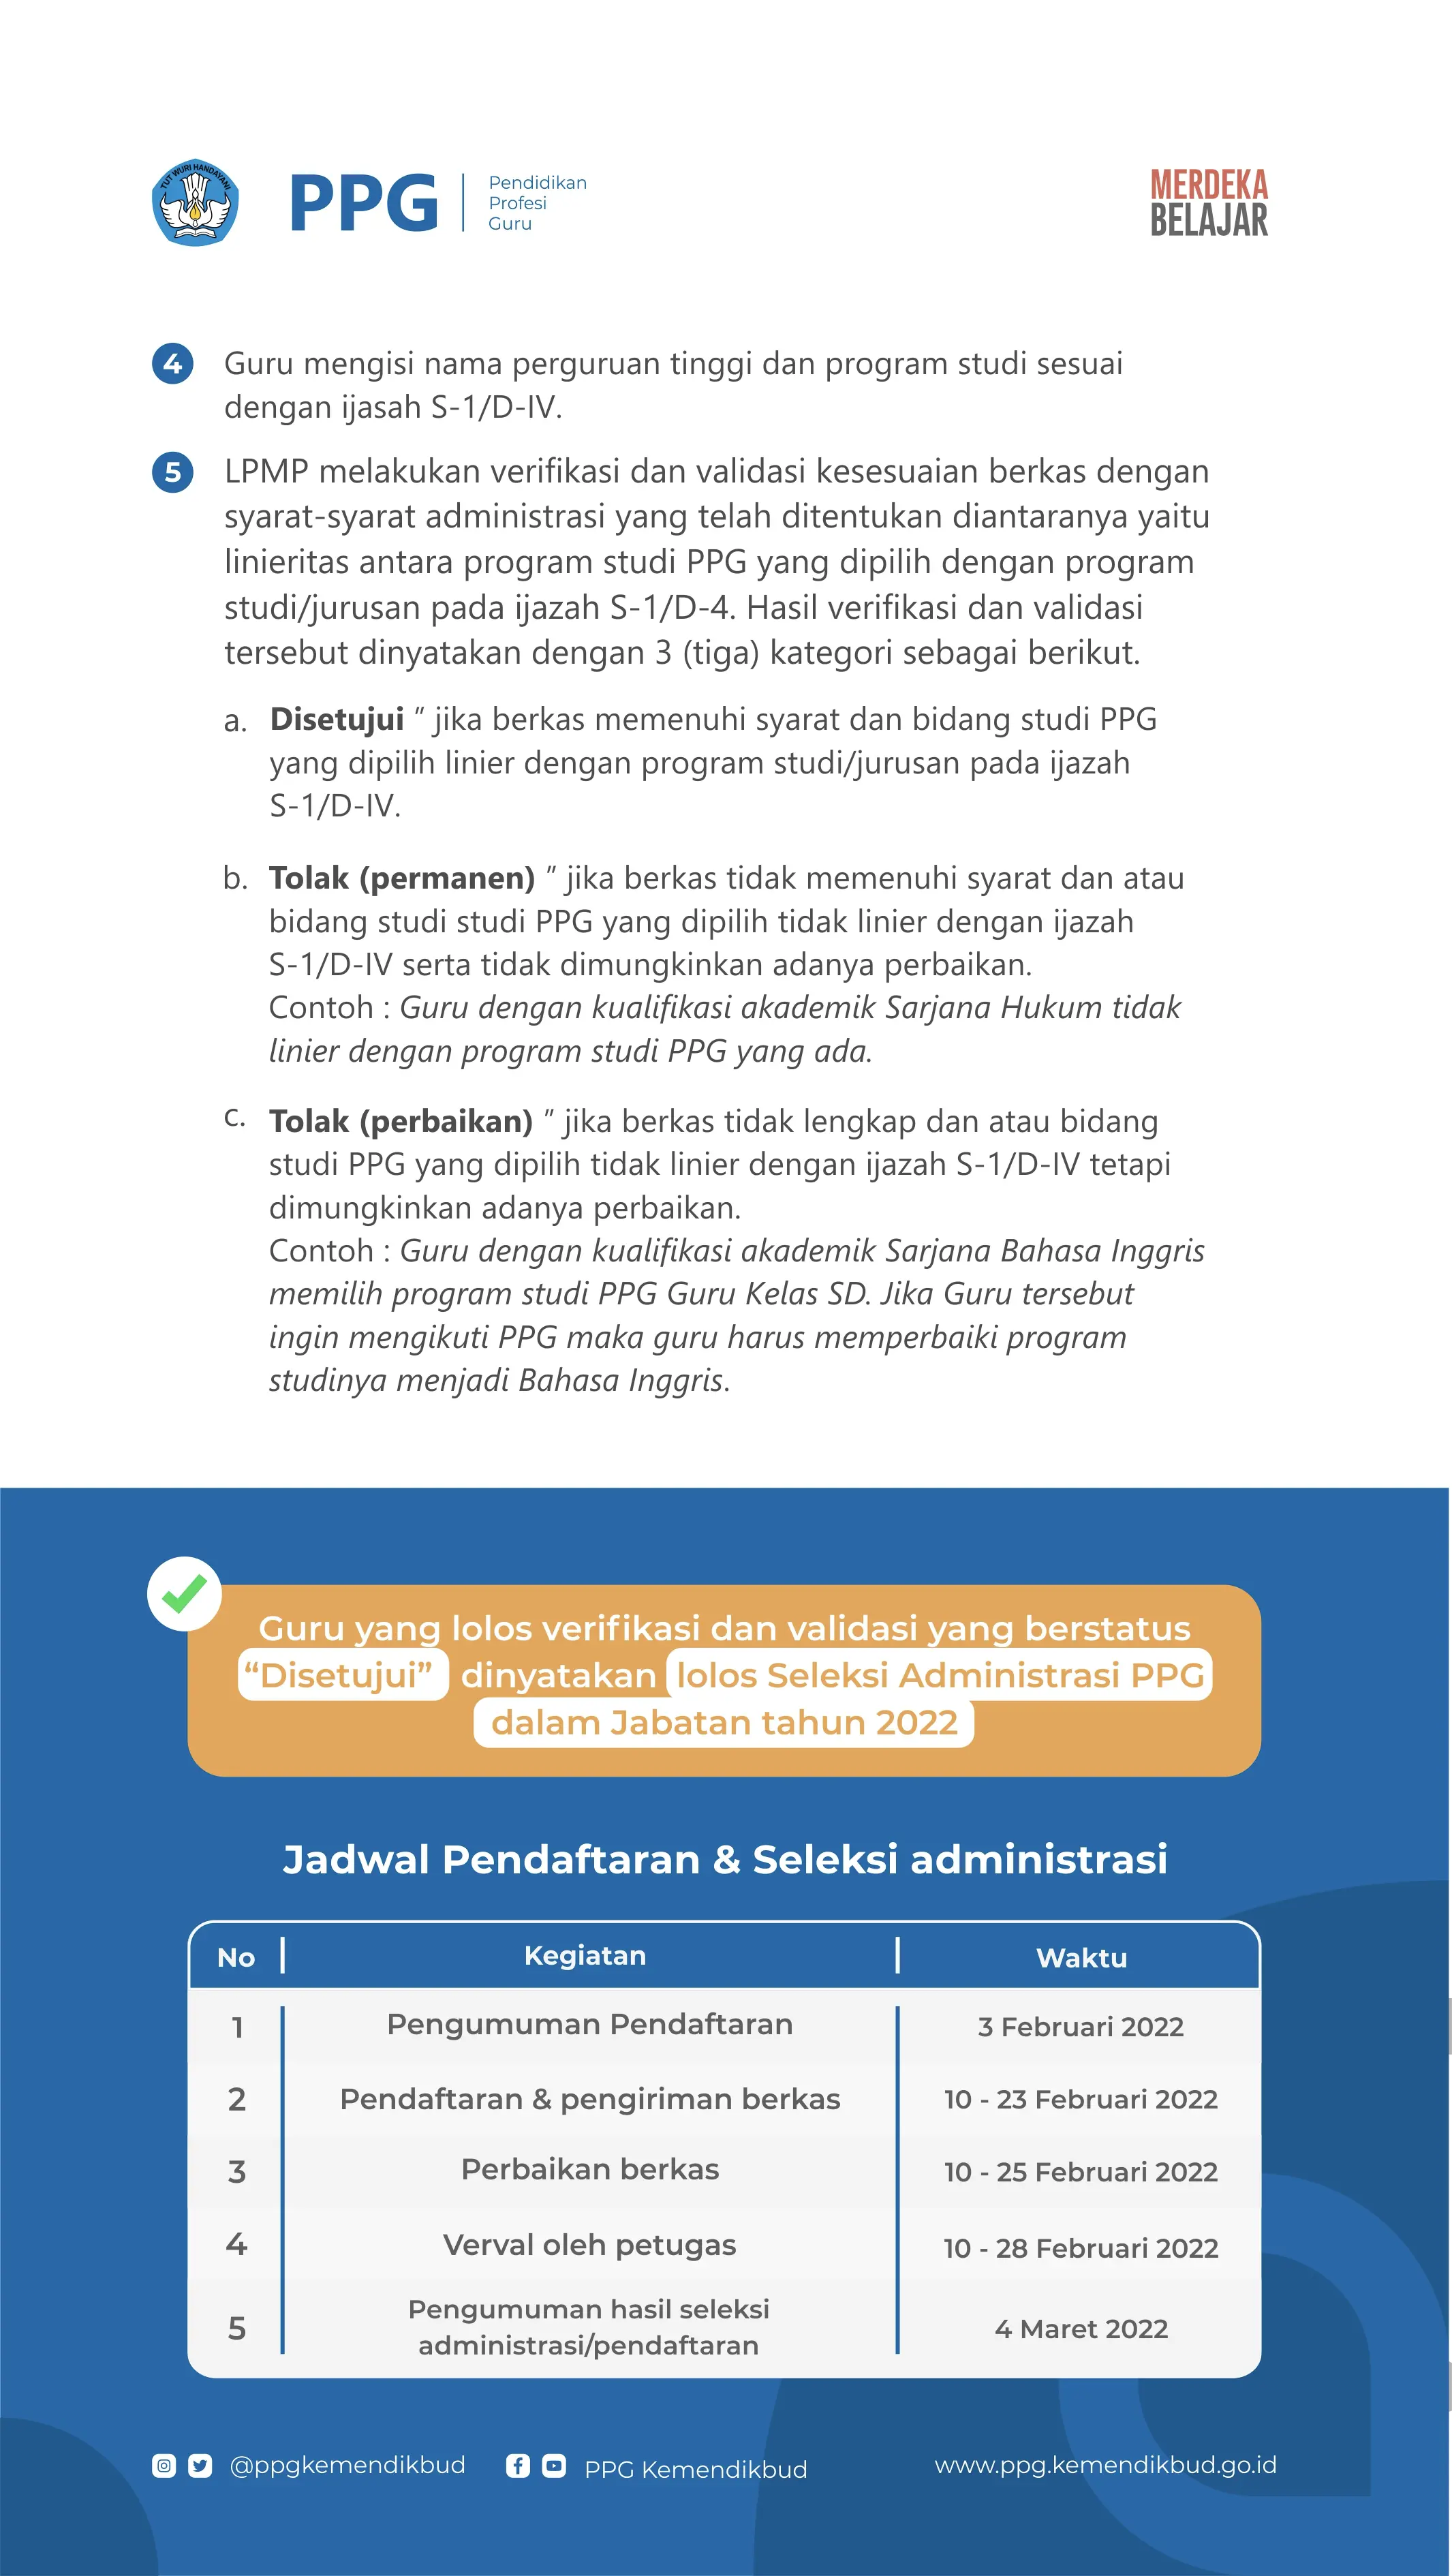 TUT WURI HANDAYANI
PPG
Pendidikan
Profesi
Guru
MERDEKA
BELAJAR
4 Guru mengisi nama perguruan tinggi dan program studi sesuai
dengan ijasah S-1/D-IV.
5 LPMP melakukan verifikasi dan validasi kesesuaian berkas dengan
syarat-syarat administrasi yang telah ditentukan diantaranya yaitu
linieritas antara program studi PPG yang dipilih dengan program
studi/jurusan pada ijazah S-1/D-4. Hasil verifikasi dan validasi
tersebut dinyatakan dengan 3 (tiga) kategori sebagai berikut.
a. Disetujui ” jika berkas memenuhi syarat dan bidang studi PPG
yang dipilih linier dengan program studi/jurusan pada ijazah
S-1/D-IV.
b. Tolak (permanen) ” jika berkas tidak memenuhi syarat dan atau
bidang studi studi PPG yang dipilih tidak linier dengan ijazah
S-1/D-IV serta tidak dimungkinkan adanya perbaikan.
Contoh : Guru dengan kualifikasi akademik Sarjana Hukum tidak
linier dengan program studi PPG yang ada.
c. Tolak (perbaikan) ” jika berkas tidak lengkap dan atau bidang
studi PPG yang dipilih tidak linier dengan ijazah S-1/D-IV tetapi
dimungkinkan adanya perbaikan.
Contoh : Guru dengan kualifikasi akademik Sarjana Bahasa Inggris
memilih program studi PPG Guru Kelas SD. Jika Guru tersebut
ingin mengikuti PPG maka guru harus memperbaiki program
studinya menjadi Bahasa Inggris.
Guru yang lolos verifikasi dan validasi yang berstatus
“Disetujui” dinyatakan lolos Seleksi Administrasi PPG
dalam Jabatan tahun 2022
Jadwal Pendaftaran & Seleksi administrasi
No Kegiatan Waktu
1 Pengumuman Pendaftaran 3 Februari 2022
2 Pendaftaran & pengiriman berkas 10 - 23 Februari 2022
3 Perbaikan berkas 10 - 25 Februari 2022
4 Verval oleh petugas 10 - 28 Februari 2022
5 Pengumuman hasil seleksi
administrasi/pendaftaran 4 Maret 2022
@ppgkemendikbud PPG Kemendikbud www.ppg.kemendikbud.go.id